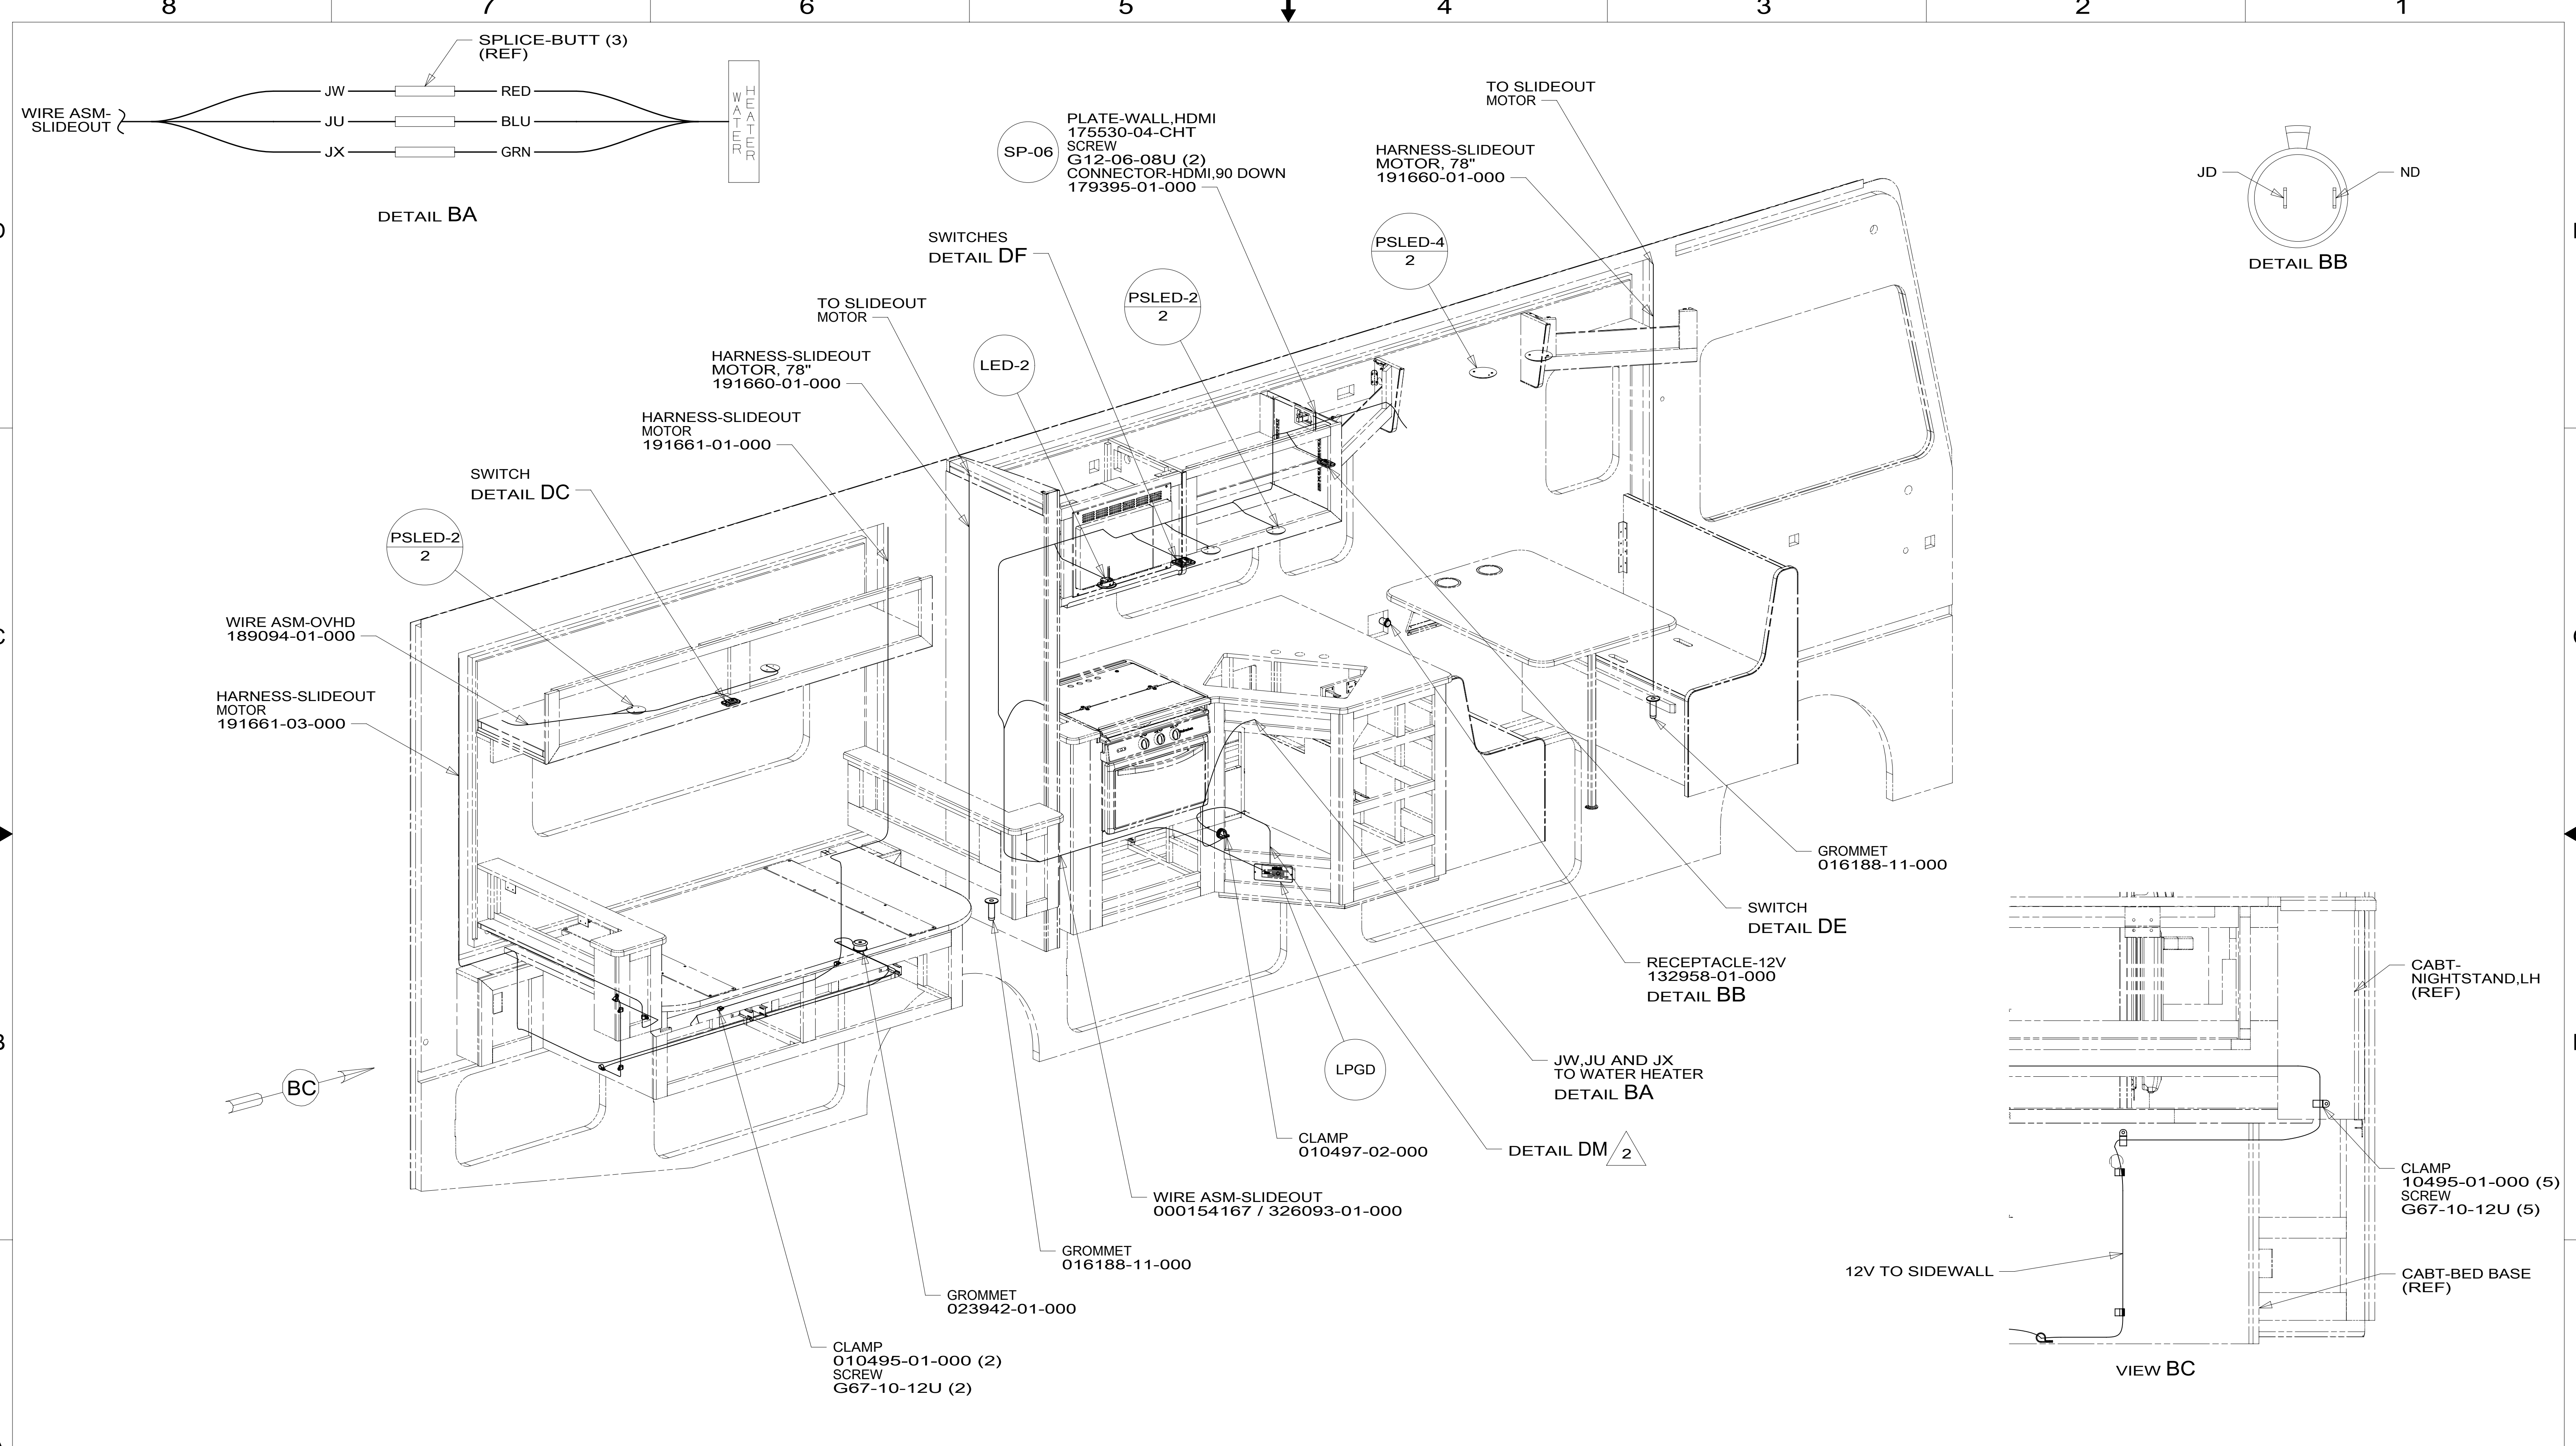 8 7 6 5 4 3 2 1
SPLICE-BUTT (3)
(REF)
WIRE ASM-
SLIDEOUT
JW RED
JU BLU
JX GRN
WATER
HEATER
DETAIL BA
SP-06
PLATE-WALL,HDMI
175530-04-CHT
SCREW
G12-06-08U (2)
CONNECTOR-HDMI,90 DOWN
179395-01-000
TO SLIDEOUT
MOTOR
HARNESS-SLIDEOUT
MOTOR, 78"
191660-01-000
JD
ND
DETAIL BB
SWITCHES
DETAIL DF
PSLED-4
2
PSLED-2
2
TO SLIDEOUT
MOTOR
LED-2
HARNESS-SLIDEOUT
MOTOR, 78"
191660-01-000
HARNESS-SLIDEOUT
MOTOR
191661-01-000
SWITCH
DETAIL DC
PSLED-2
2
WIRE ASM-OVHD
189094-01-000
HARNESS-SLIDEOUT
MOTOR
191661-03-000
GROMMET
016188-11-000
SWITCH
DETAIL DE
RECEPTACLE-12V
132958-01-000
DETAIL BB
JW,JU AND JX
TO WATER HEATER
DETAIL BA
LPGD
BC
CLAMP
010497-02-000
DETAIL DM 2
WIRE ASM-SLIDEOUT
000154167 / 326093-01-000
GROMMET
016188-11-000
GROMMET
023942-01-000
CLAMP
010495-01-000 (2)
SCREW
G67-10-12U (2)
CABT-
NIGHTSTAND,LH
(REF)
CLAMP
10495-01-000 (5)
SCREW
G67-10-12U (5)
12V TO SIDEWALL
CABT-BED BASE
(REF)
VIEW BC